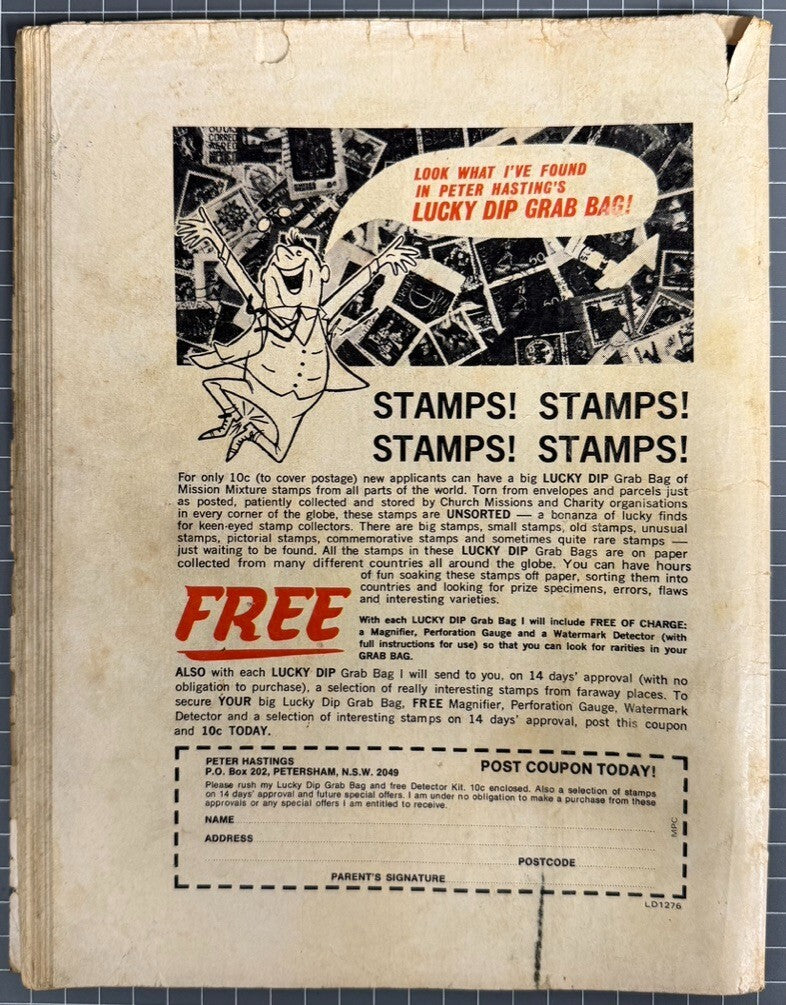 LOOK WHAT I'VE FOUND
IN PETER HASTING'S
LUCKY DIP GRAB BAG!
STAMPS! STAMPS!
STAMPS! STAMPS!
For only 10c (to cover postage) new applicants can have a big LUCKY DIP Grab Bag of
Mission Mixture stamps from all parts of the world. Torn from envelopes and parcels just
as posted, patiently collected and stored by Church Missions and Charity organisations
in every corner of the globe, these stamps are UNSORTED — a bonanza of lucky finds
for keen-eyed stamp collectors. There are big stamps, small stamps, old stamps, unusual
stamps, pictorial stamps, commemorative stamps and sometimes quite rare stamps —
just waiting to be found. All the stamps in these LUCKY DIP Grab Bags are on paper
collected from many different countries all around the globe. You can have hours
of fun soaking these stamps off paper, sorting them into
countries and looking for prize specimens, errors, flaws
and interesting varieties.
FREE
With each LUCKY DIP Grab Bag I will include FREE OF CHARGE:
a Magnifier, Perforation Gauge and a Watermark Detector (with
full instructions for use) so that you can look for rarities in your
GRAB BAG.
ALSO with each LUCKY DIP Grab Bag I will send to you, on 14 days' approval (with no
obligation to purchase), a selection of really interesting stamps from faraway places. To
secure YOUR big Lucky Dip Grab Bag, FREE Magnifier, Perforation Gauge, Watermark
Detector and a selection of interesting stamps on 14 days' approval, post this coupon
and 10c TODAY.
PETER HASTINGS
P.O. Box 202, PETERSHAM, N.S.W. 2049
POST COUPON TODAY!
Please rush my Lucky Dip Grab Bag and free Detector Kit. 10c enclosed. Also a selection of stamps
on 14 days' approval and future special offers. I am under no obligation to make a purchase from these
approvals or any special offers I am entitled to receive.
NAME
ADDRESS
POSTCODE
PARENT'S SIGNATURE
MPC
LD1276